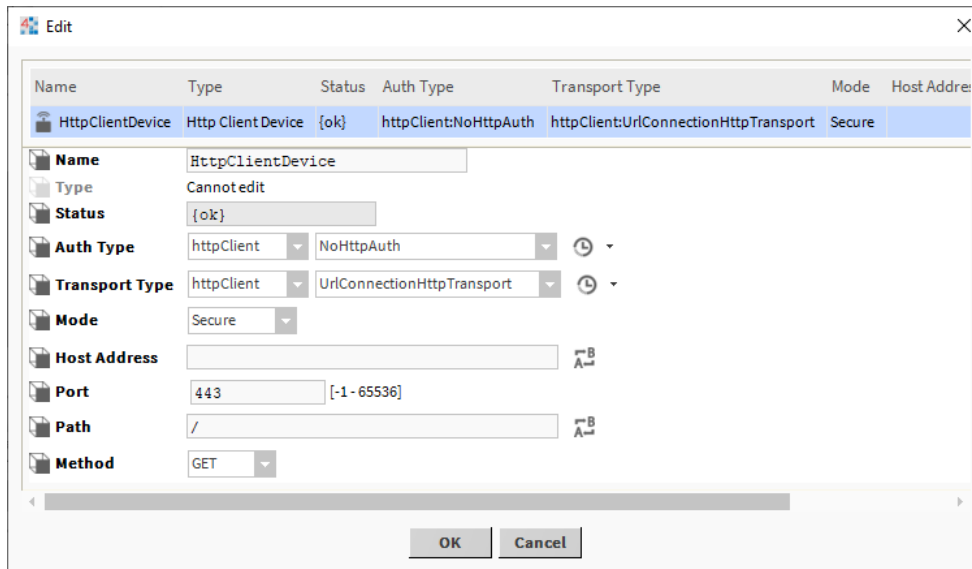 Edit
Name Type Status Auth Type Transport Type Mode Host Addres
HttpClientDevice Http Client Device {ok} httpClient:NoHttpAuth httpClient:UrlConnectionHttpTransport Secure
Name HttpClientDevice
Type Cannot edit
Status {ok}
Auth Type httpClient NoHttpAuth
Transport Type httpClient UrlConnectionHttpTransport
Mode Secure
Host Address
Port 443 [-1 - 65536]
Path /
Method GET
OK Cancel